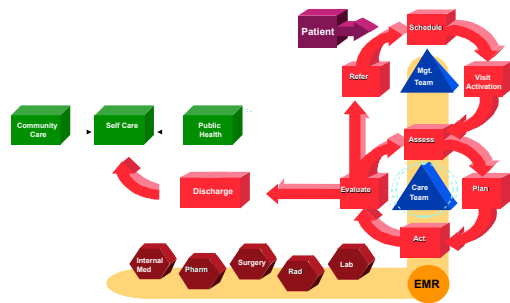 Patient
Schedule
Refer
Mgt.
Team
Visit
Activation
Community
Care
Self Care
Public
Health
Assess
Discharge
Evaluate
Care
Team
Plan
Act
Internal
Med
Pharm
Surgery
Rad
Lab
EMR